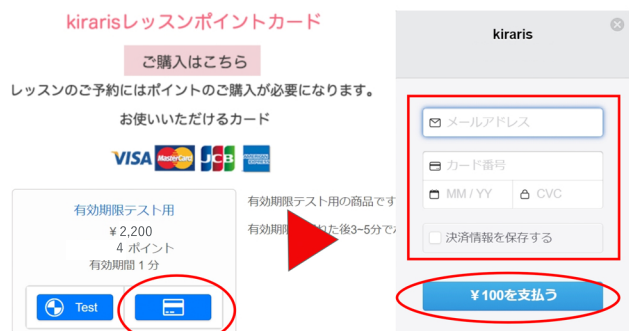 kirarisレッスンポイントカード
ご購入はこちら
レッスンのご予約にはポイントのご購入が必要になります。
お使いいただけるカード
VISA MasterCard JCB
有効期限テスト用
¥2,200
4 ポイント
有効期間 1 分
Test
有効期限テスト用の商品です
有効期限
た後3~5分で
kiraris
メールアドレス
カード番号
MM / YY CVC
決済情報を保存する
¥100を支払う